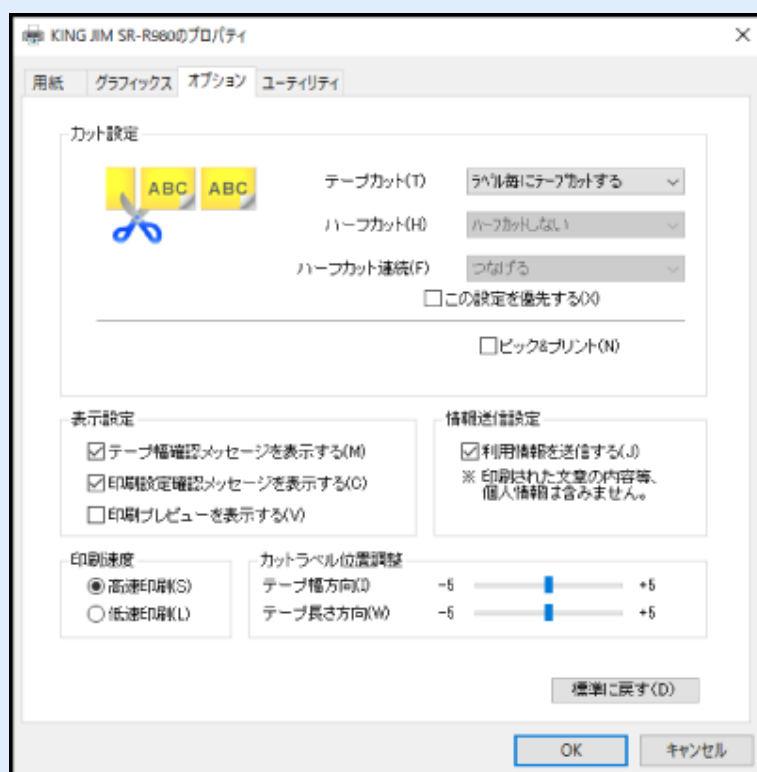 KING JIM SR-R980のプロパティ
用紙 グラフィックス オプション ユーティリティ
カット設定
ABC ABC
テープカット(T) ラベル毎にテープカットする
ハーフカット(H) ハーフカットしない
ハーフカット連続(F) つなげる
この設定を優先する(X)
ピック&プリント(N)
表示設定
テープ幅確認メッセージを表示する(M)
印刷設定確認メッセージを表示する(C)
印刷プレビューを表示する(V)
情報送信設定
利用情報を送信する(J)
※ 印刷された文章の内容等、
個人情報は含みません。
印刷速度
高速印刷(S)
低速印刷(L)
カットラベル位置調整
テープ幅方向(I) -5 +5
テープ長さ方向(W) -5 +5
標準に戻す(D)
OK キャンセル